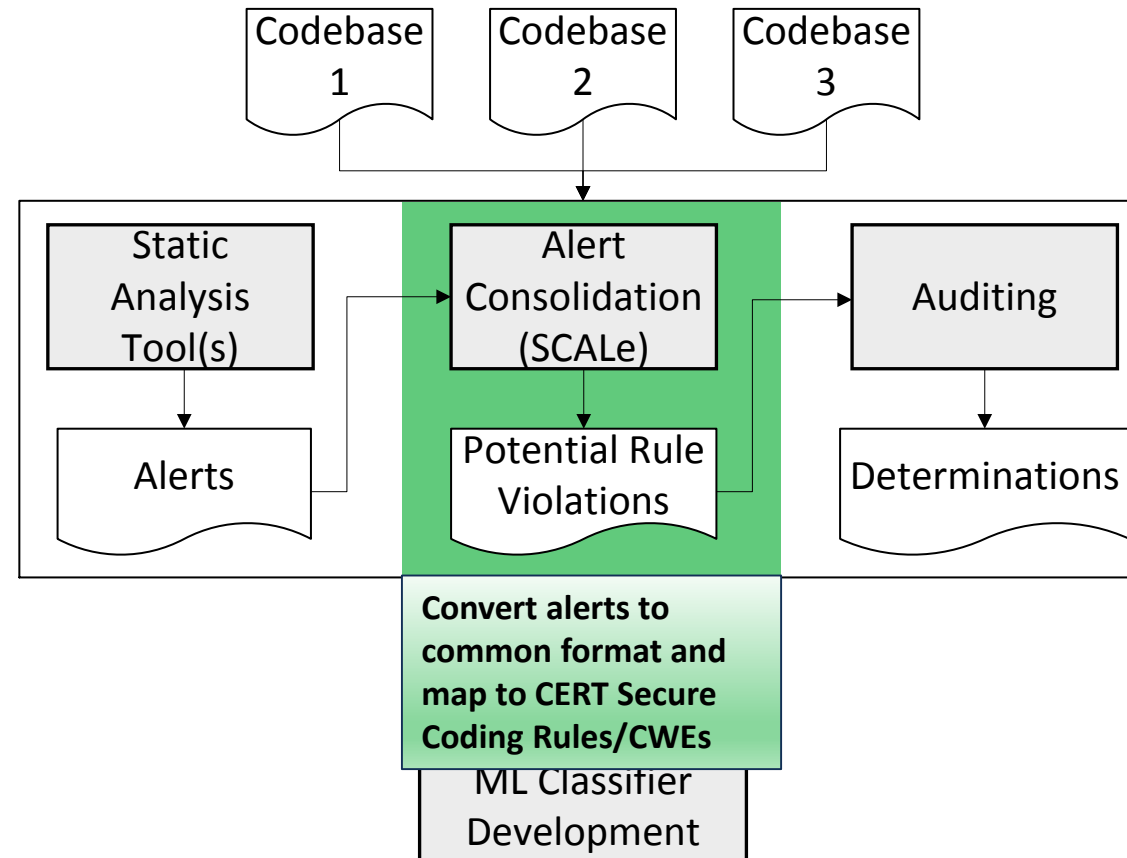 Codebase
1
Codebase
2
Codebase
3
Static
Analysis
Tool(s)
Alert
Consolidation
(SCALe)
Auditing
Alerts
Potential Rule
Violations
Determinations
Convert alerts to
common format and
map to CERT Secure
Coding Rules/CWEs
ML Classifier
Development